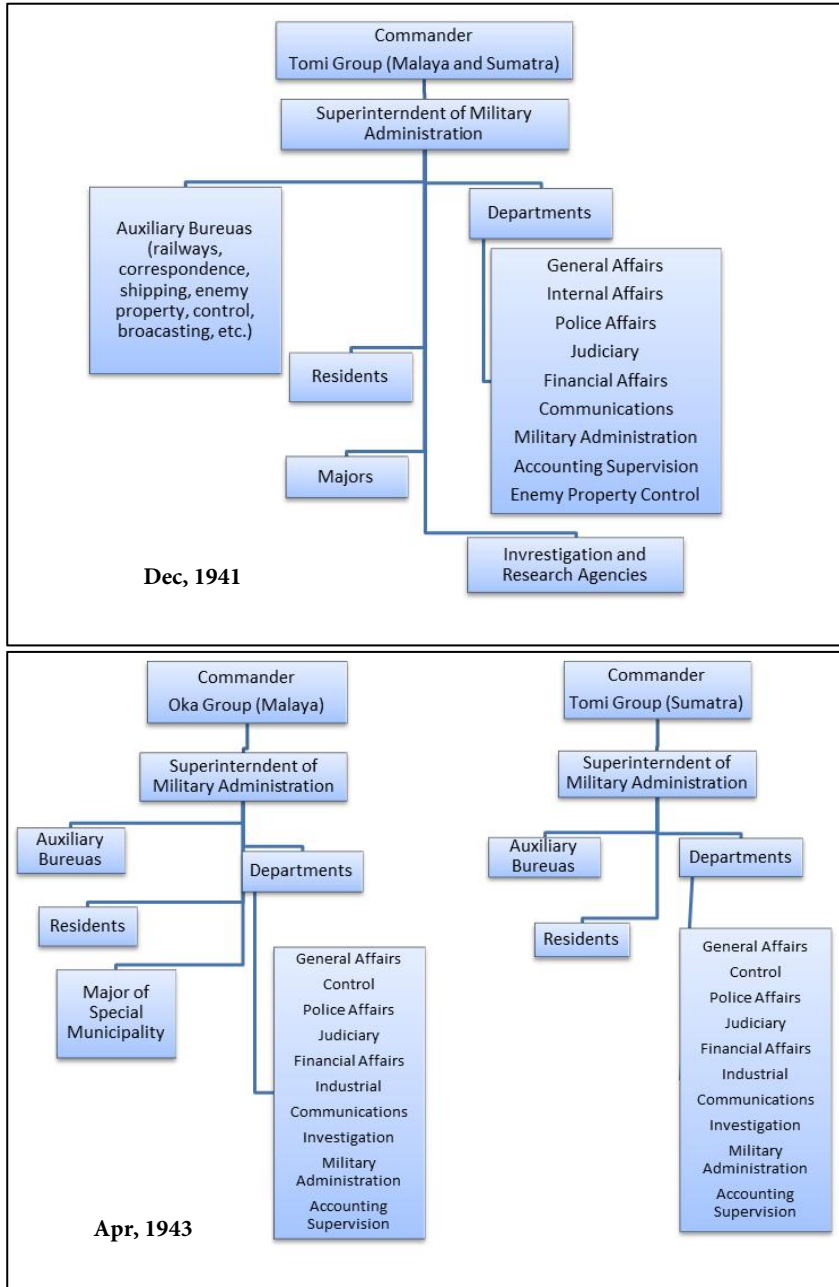 Commander
Tomi Group (Malaya and Sumatra)
Superinterndent of Military
Administration
Auxiliary Bureuas
(railways,
correspondence,
shipping, enemy
property, control,
broacasting, etc.)
Departments
General Affairs
Internal Affairs
Police Affairs
Judiciary
Financial Affairs
Communications
Military Administration
Accounting Supervision
Enemy Property Control
Residents
Majors
Invrestigation and
Research Agencies
Dec, 1941
Commander
Oka Group (Malaya)
Superinterndent of
Military Administration
Auxiliary
Bureuas
Departments
Residents
Major of
Special
Municipality
General Affairs
Control
Police Affairs
Judiciary
Financial Affairs
Industrial
Communications
Investigation
Military
Administration
Accounting
Supervision
Apr, 1943
Commander
Tomi Group (Sumatra)
Superinterndent of
Military Administration
Auxiliary
Bureuas
Departments
Residents
General Affairs
Control
Police Affairs
Judiciary
Financial Affairs
Industrial
Communications
Investigation
Military
Administration
Accounting
Supervision